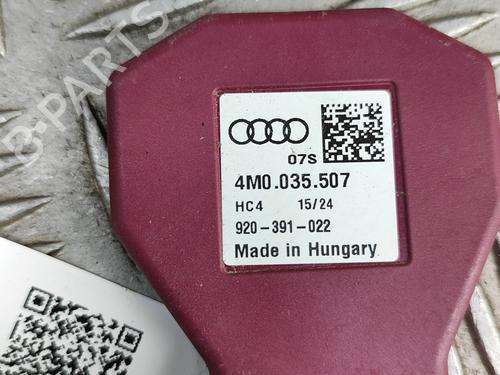 B-PARTS
07S
4M0.035.507
HC4 15/24
920-391-022
Made in Hungary